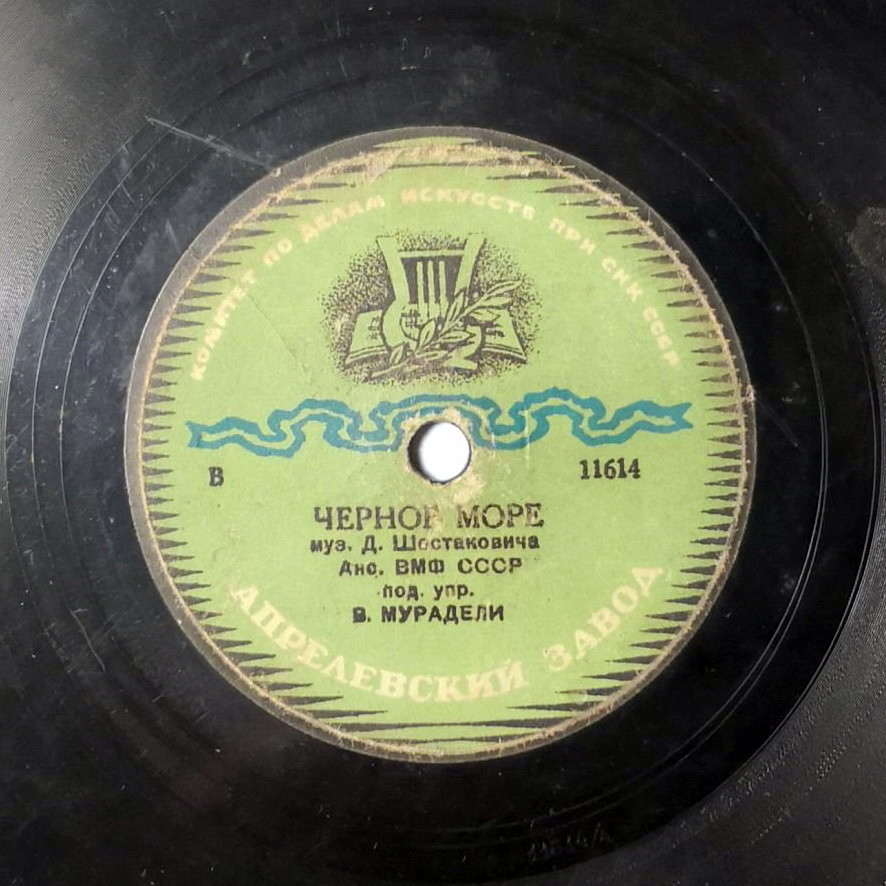 КОМИТЕТ ПО ДЕЛАМ ИСКУССТВ ПРИ СНК СССР
В 11614
ЧЕРНОЕ МОРЕ
муз. Д. Шостаковича
Анс. ВМФ СССР
под. упр.
В. МУРАДЕЛИ
АПРЕЛЕВСКИЙ ЗАВОД